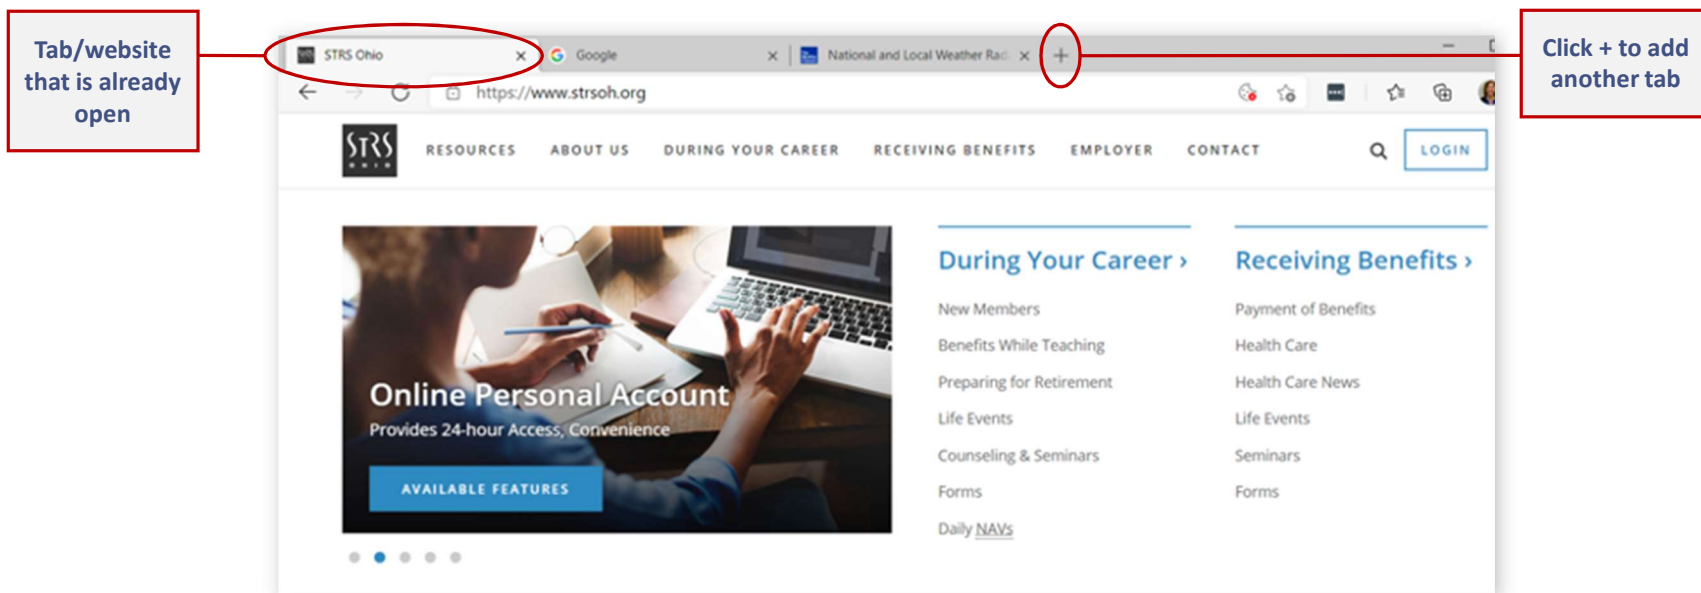 Tab/website
that is already
open
Click + to add
another tab
STRS Ohio
Google
National and Local Weather Rad
https://www.strsoh.org
STRS
OHIO
RESOURCES ABOUT US DURING YOUR CAREER RECEIVING BENEFITS EMPLOYER CONTACT
LOGIN
Online Personal Account
Provides 24-hour Access, Convenience
AVAILABLE FEATURES
During Your Career ›
New Members
Benefits While Teaching
Preparing for Retirement
Life Events
Counseling & Seminars
Forms
Daily NAVs
Receiving Benefits ›
Payment of Benefits
Health Care
Health Care News
Life Events
Seminars
Forms